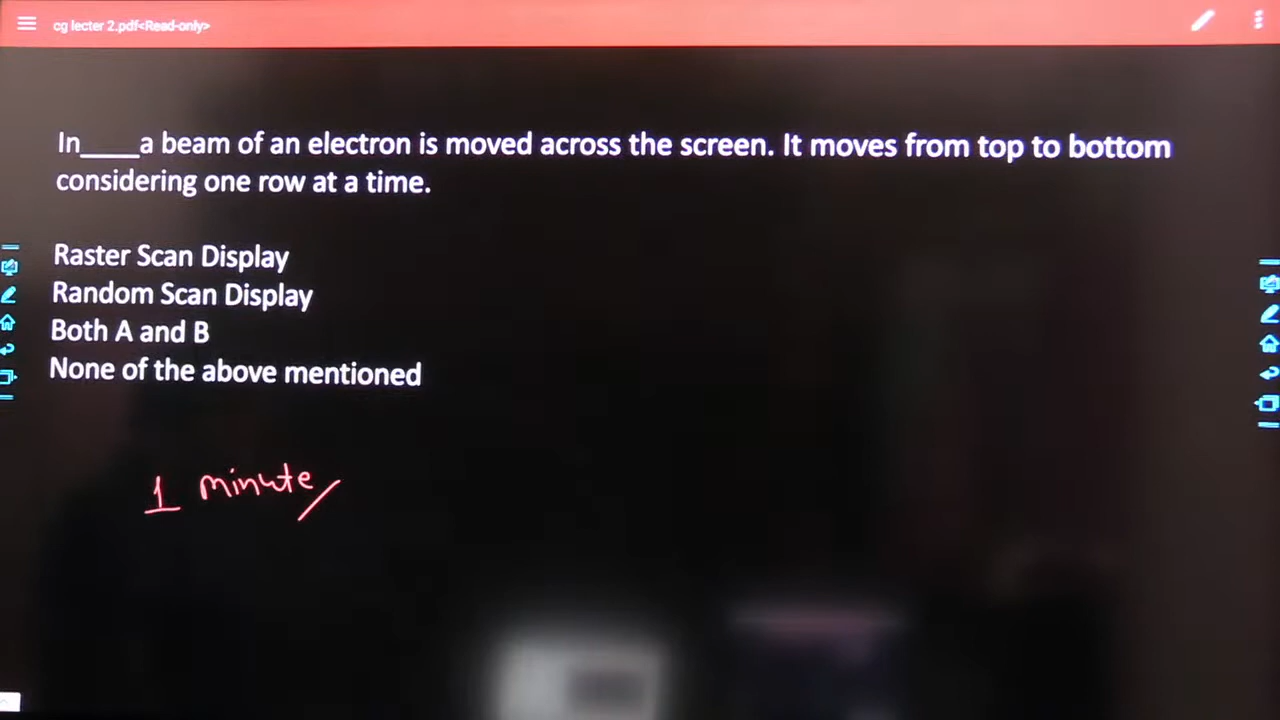 cg lecter 2.pdf<Read-only>
In____a beam of an electron is moved across the screen. It moves from top to bottom
considering one row at a time.
Raster Scan Display
Random Scan Display
Both A and B
None of the above mentioned
1 minute